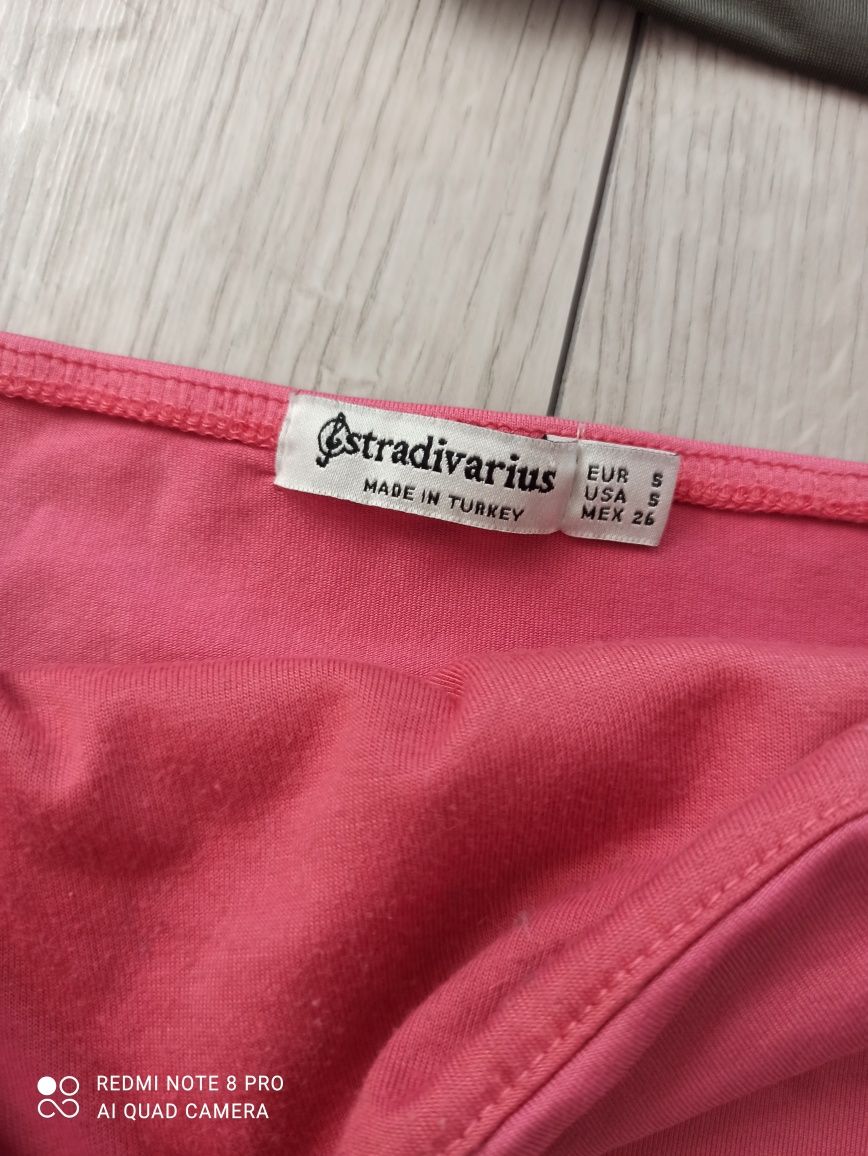 stradivarius
MADE IN TURKEY
EUR S
USA S
MEX 26
REDMI NOTE 8 PRO
AI QUAD CAMERA